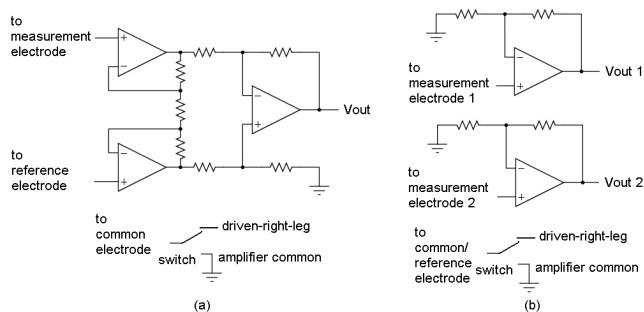 to
measurement
electrode
+
−
−
+
Vout
−
+
to
reference
electrode
to
common
electrode
driven-right-leg
switch
amplifier common
(a)
−
+
Vout 1
to
measurement
electrode 1
−
+
Vout 2
to
measurement
electrode 2
to
common/
reference
electrode
driven-right-leg
switch
amplifier common
(b)